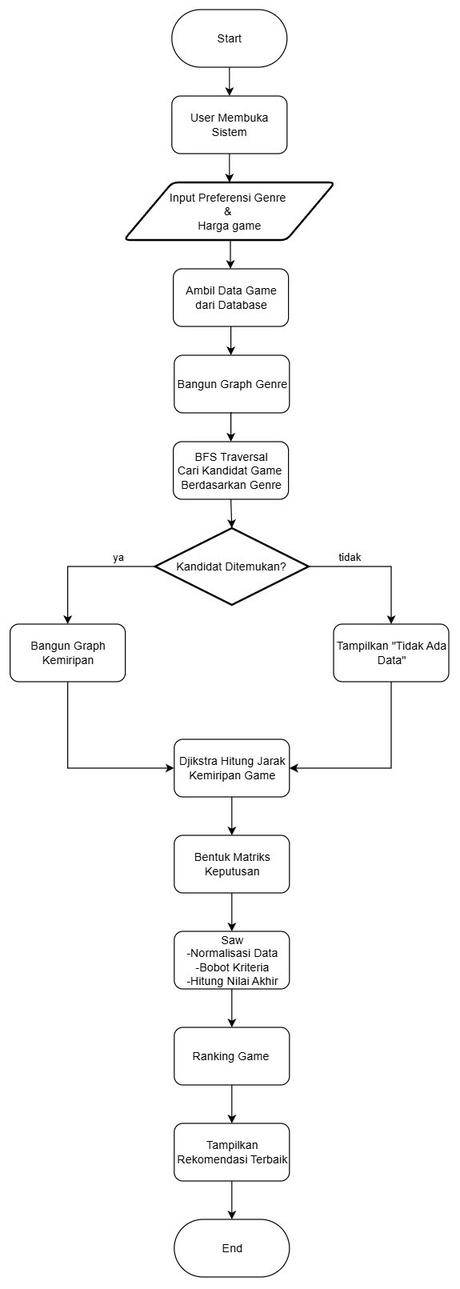 Start
User Membuka
Sistem
Input Preferensi Genre
&
Harga game
Ambil Data Game
dari Database
Bangun Graph Genre
BFS Traversal
Cari Kandidat Game
Berdasarkan Genre
Kandidat Ditemukan?
ya
tidak
Bangun Graph
Kemiripan
Tampilkan "Tidak Ada
Data"
Djikstra Hitung Jarak
Kemiripan Game
Bentuk Matriks
Keputusan
Saw
-Normalisasi Data
-Bobot Kriteria
-Hitung Nilai Akhir
Ranking Game
Tampilkan
Rekomendasi Terbaik
End